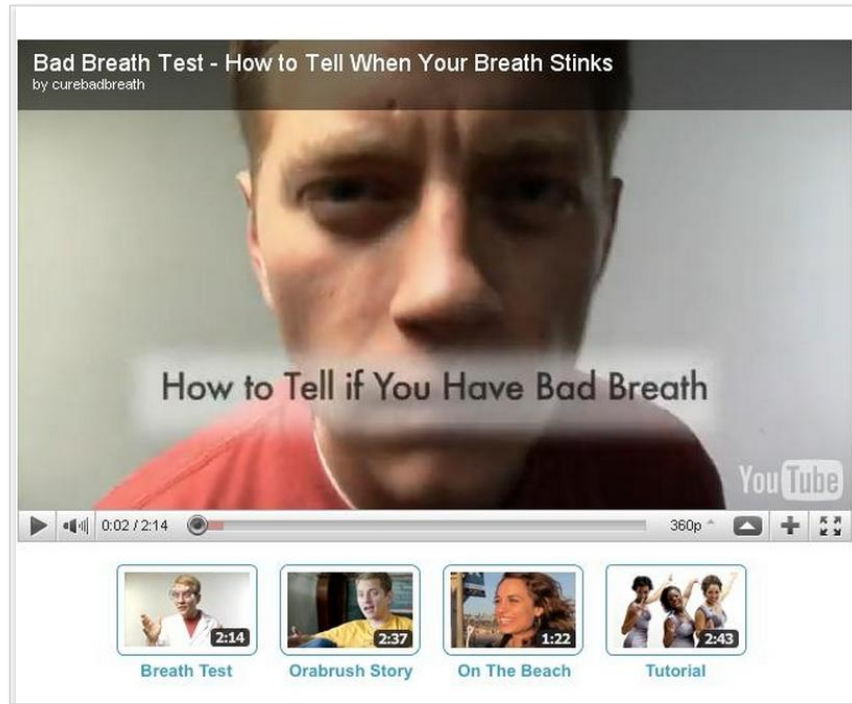 Bad Breath Test - How to Tell When Your Breath Stinks
by curebadbreath
How to Tell if You Have Bad Breath
YouTube
0:02 / 2:14
360p
2:14
2:37
1:22
2:43
Breath Test
Orabrush Story
On The Beach
Tutorial